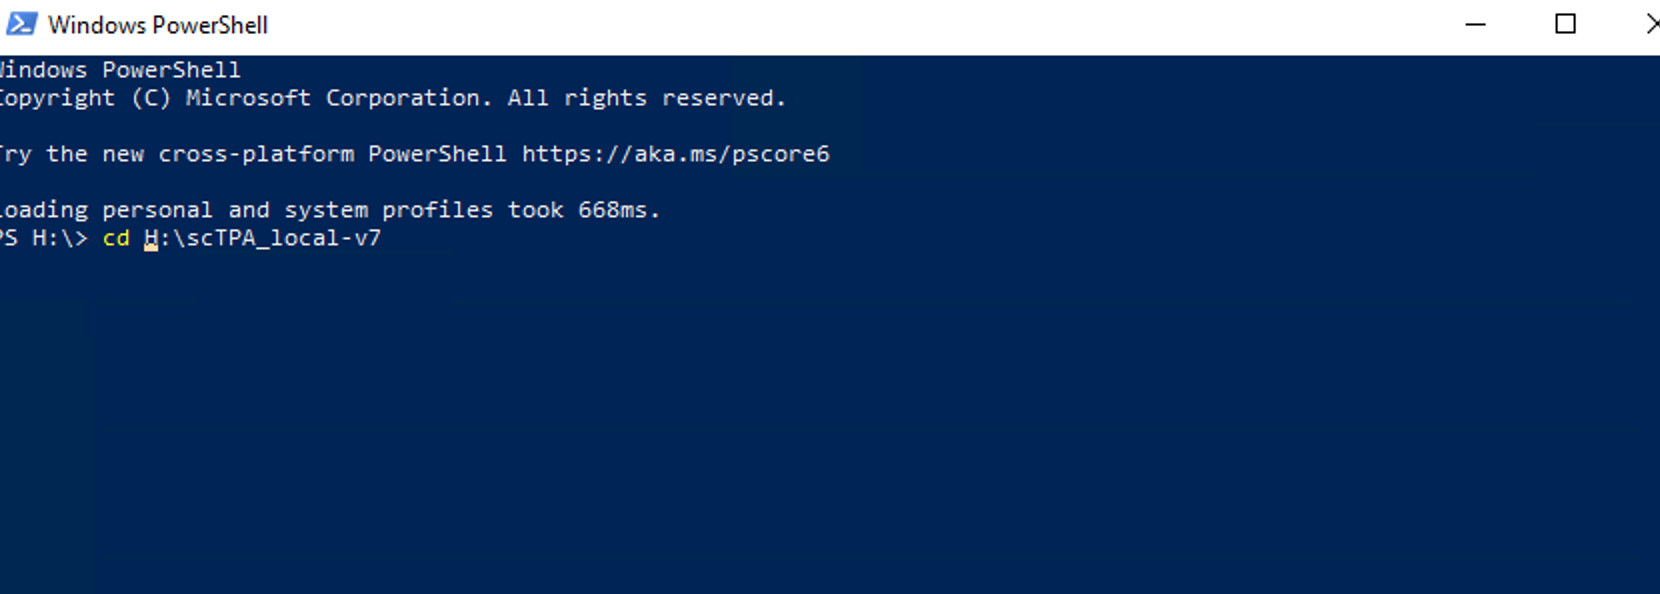 Windows PowerShell
Windows PowerShell
Copyright (C) Microsoft Corporation. All rights reserved.
Try the new cross-platform PowerShell https://aka.ms/pscore6
Loading personal and system profiles took 668ms.
PS H:\> cd H:\scTPA_local-v7